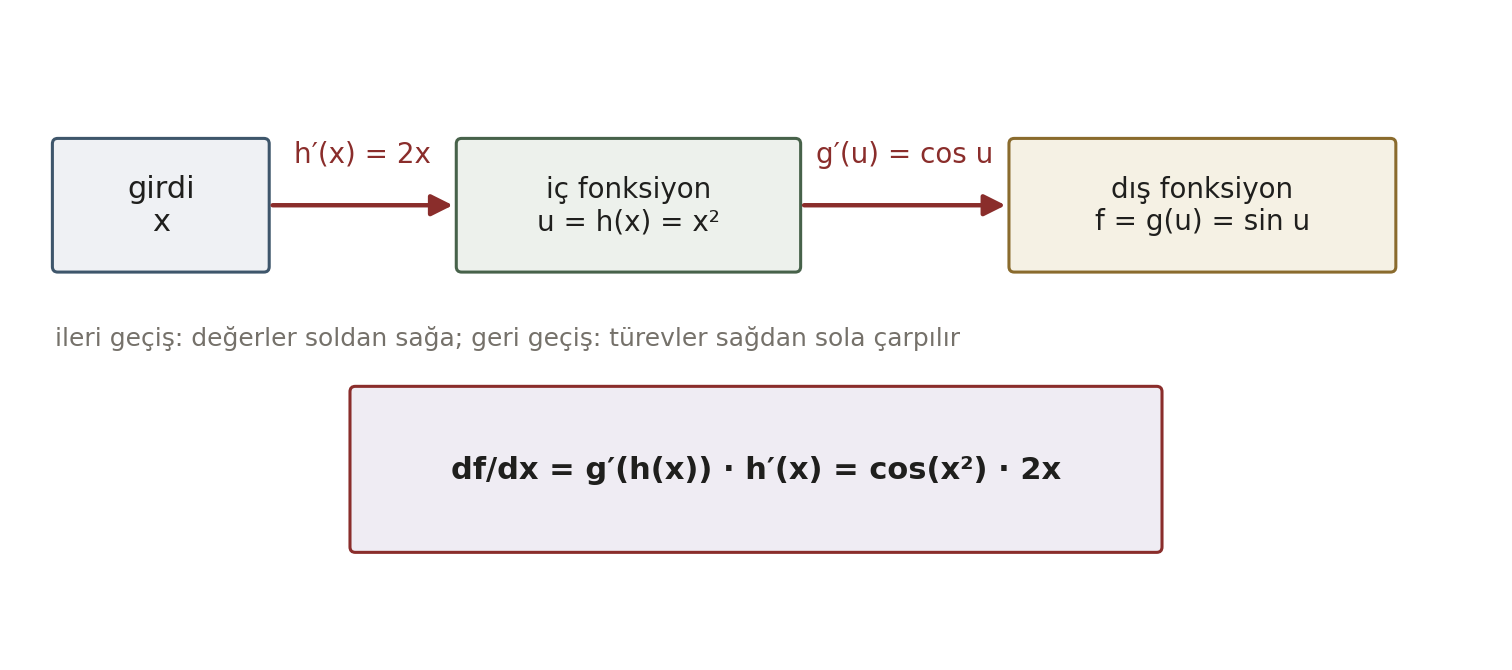 girdi
x
h′(x) = 2x
iç fonksiyon
u = h(x) = x²
g′(u) = cos u
dış fonksiyon
f = g(u) = sin u
ileri geçiş: değerler soldan sağa; geri geçiş: türevler sağdan sola çarpılır
df/dx = g′(h(x)) · h′(x) = cos(x²) · 2x